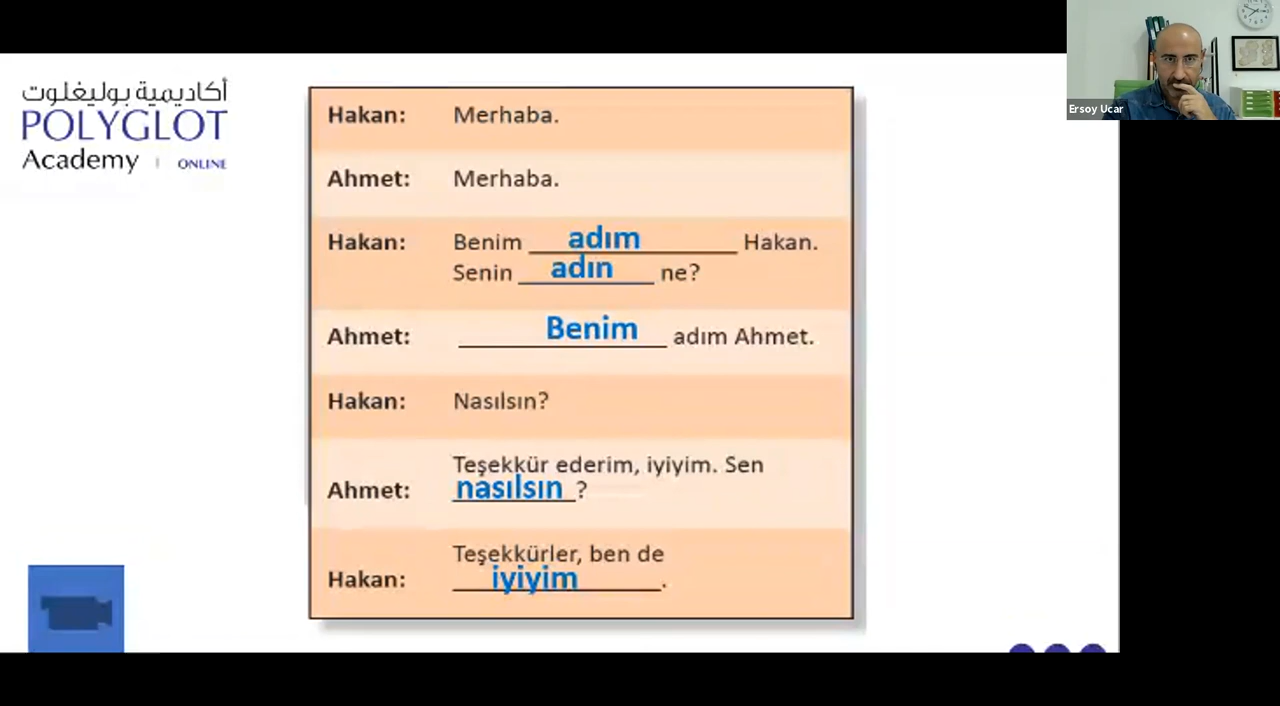 أكاديمية بوليغلوت
POLYGLOT
Academy | ONLINE
Ersoy Ucar
Hakan: Merhaba.
Ahmet: Merhaba.
Hakan: Benim adım Hakan.
Senin adın ne?
Ahmet: Benim adım Ahmet.
Hakan: Nasılsın?
Teşekkür ederim, iyiyim. Sen
Ahmet: nasılsın?
Teşekkürler, ben de
Hakan: iyiyim.